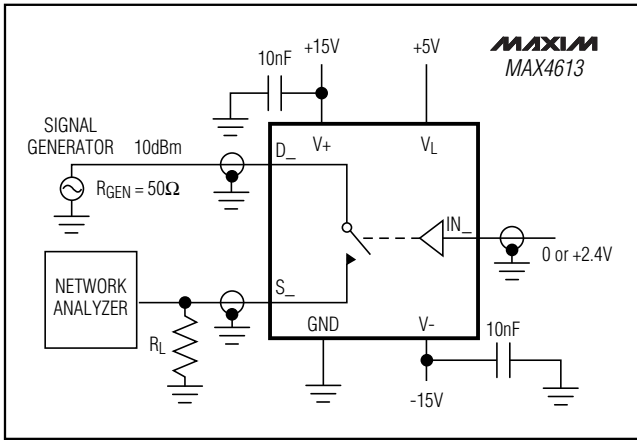 +15V
+5V
MAXIM
MAX4613
10nF
SIGNAL
GENERATOR
10dBm
D_
V+
VL
RGEN = 50Ω
IN_
0 or +2.4V
NETWORK
ANALYZER
S_
RL
GND
V-
10nF
-15V